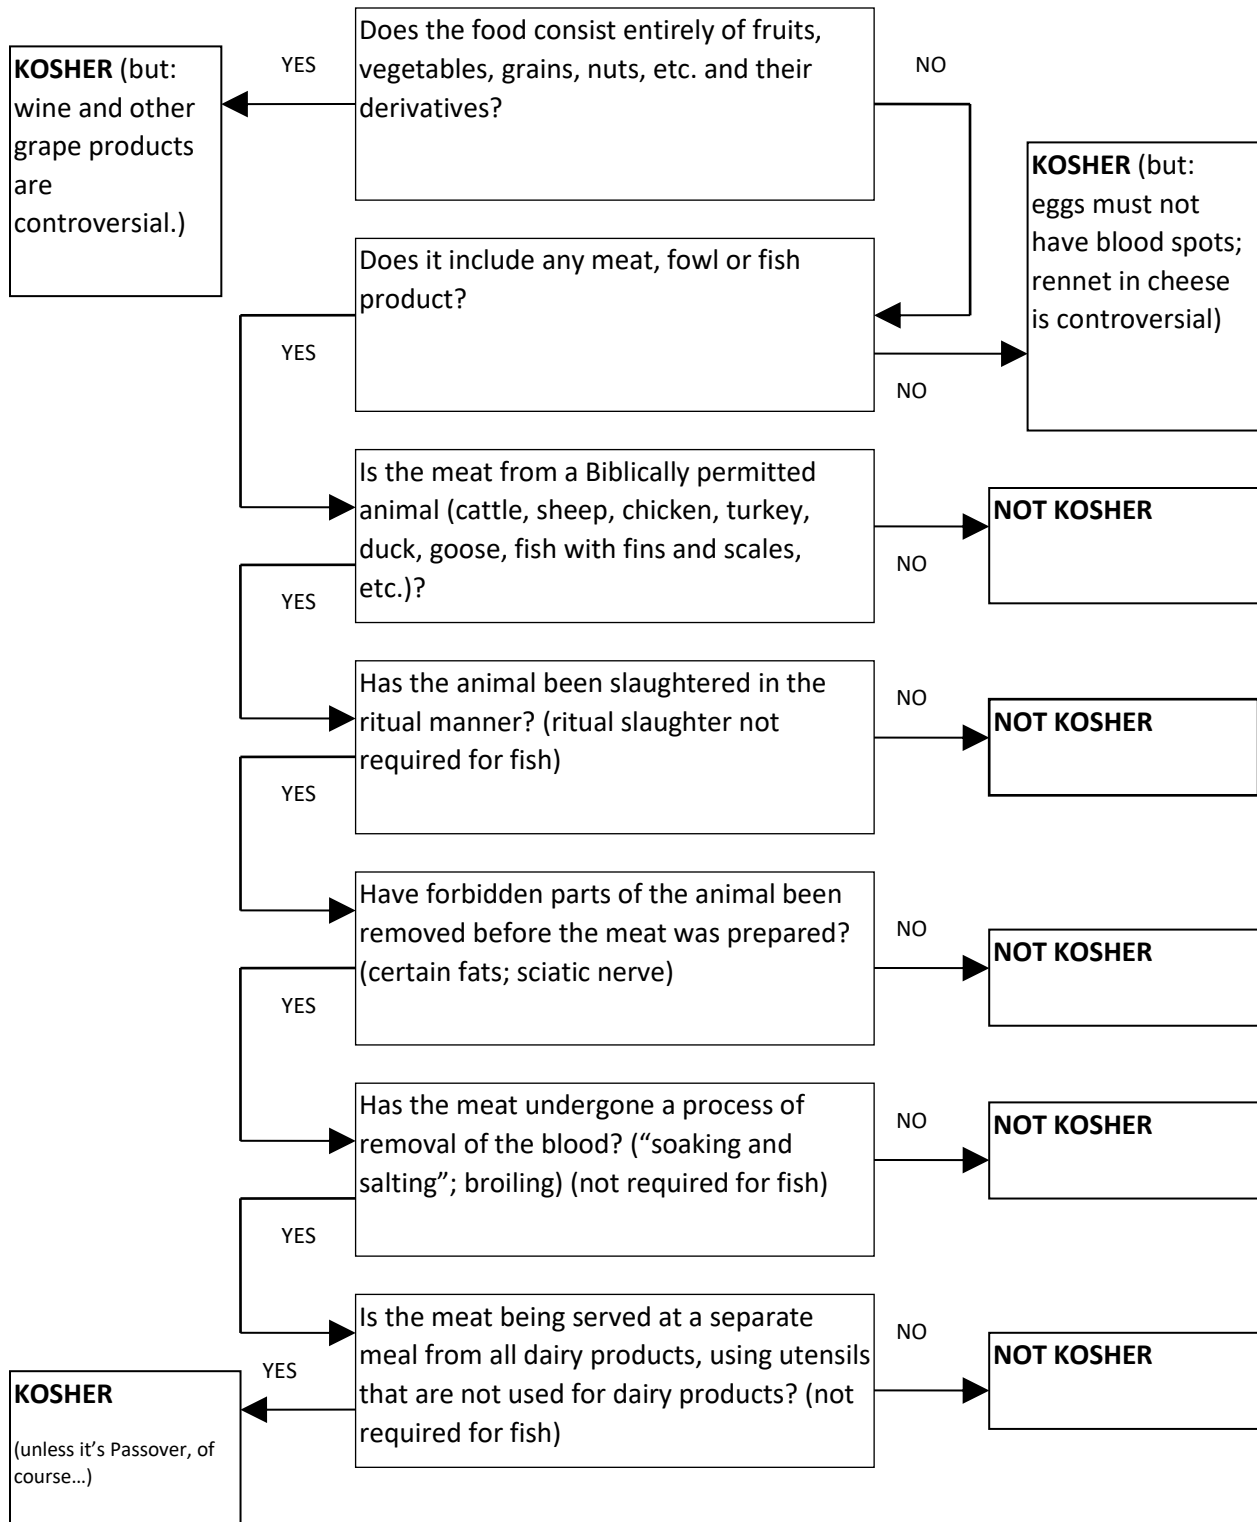 Does the food consist entirely of fruits,
vegetables, grains, nuts, etc. and their
derivatives?
YES
NO
KOSHER (but:
wine and other
grape products
are
controversial.)
KOSHER (but:
eggs must not
have blood spots;
rennet in cheese
is controversial)
Does it include any meat, fowl or fish
product?
YES
NO
Is the meat from a Biblically permitted
animal (cattle, sheep, chicken, turkey,
duck, goose, fish with fins and scales,
etc.)?
YES
NO
NOT KOSHER
Has the animal been slaughtered in the
ritual manner? (ritual slaughter not
required for fish)
YES
NO
NOT KOSHER
Have forbidden parts of the animal been
removed before the meat was prepared?
(certain fats; sciatic nerve)
YES
NO
NOT KOSHER
Has the meat undergone a process of
removal of the blood? (“soaking and
salting”; broiling) (not required for fish)
YES
NO
NOT KOSHER
Is the meat being served at a separate
meal from all dairy products, using utensils
that are not used for dairy products? (not
required for fish)
YES
NO
NOT KOSHER
KOSHER
(unless it’s Passover, of
course…)